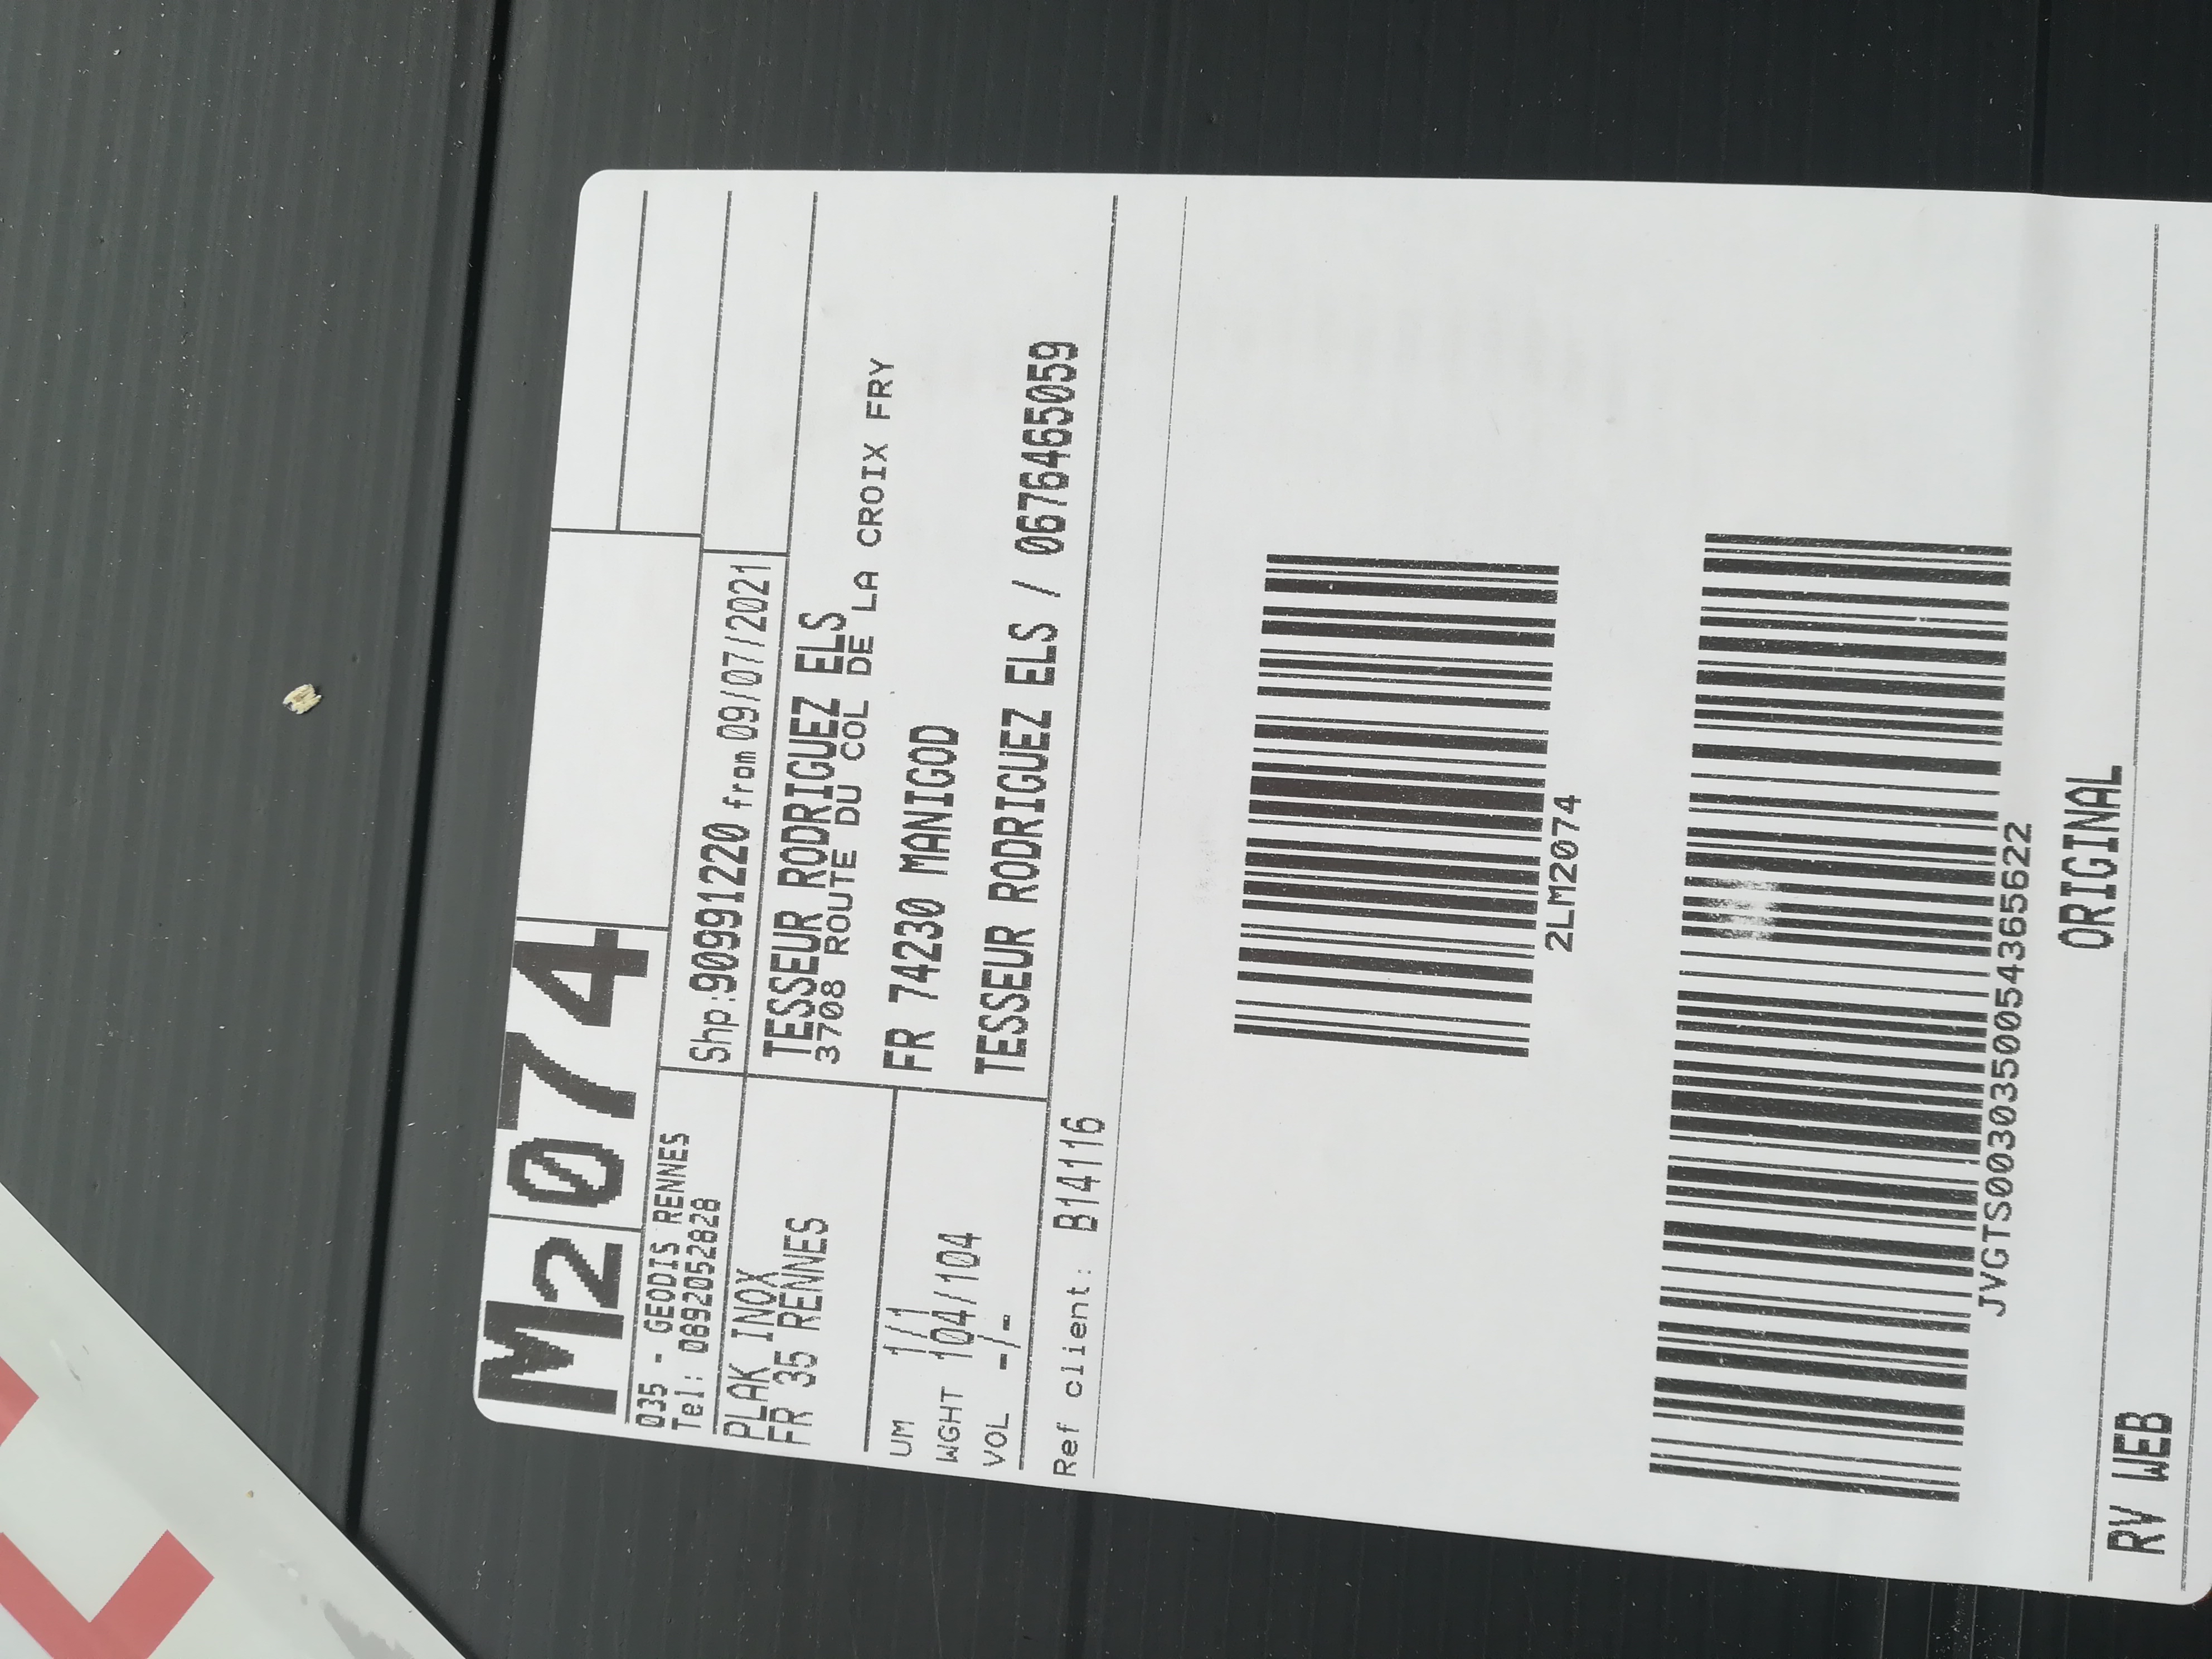 M2 074
035 - GEODIS RENNES
Tel: 0892052828
Shp:90991220 from 09/07/2021
PLAK INOX
FR 35 RENNES
TESSEUR RODRIGUEZ ELS
3708 ROUTE DU COL DE LA CROIX FRY
FR 74230 MANIGOD
TESSEUR RODRIGUEZ ELS / 0676465059
UM 1/1
WGHT 104/104
VOL -/-
Ref client: B14116
2LM2074
JVGTS0030350054365622
ORIGINAL
RV WEB